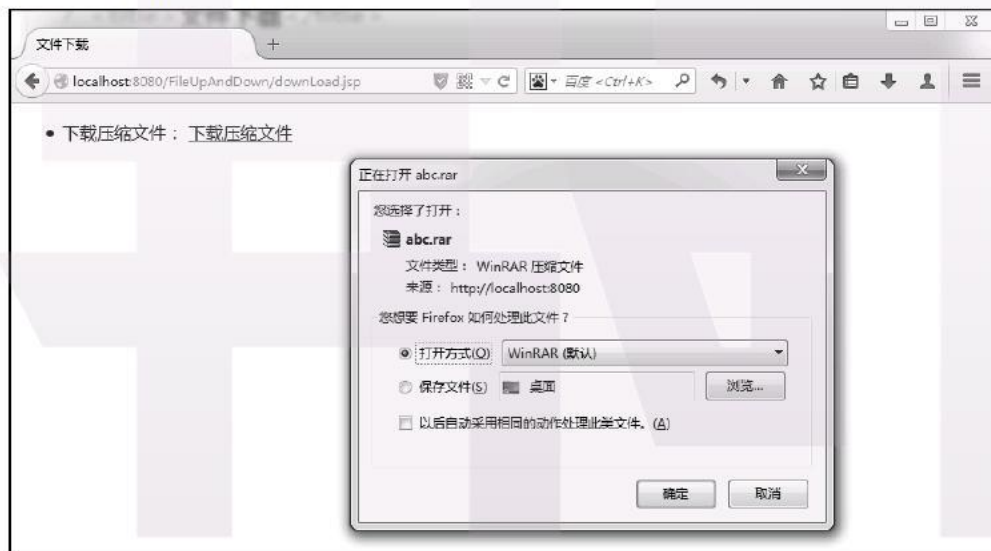 文件下载
+
localhost:8080/FileUpAndDown/downLoad.jsp
百度 <Ctrl+K>
• 下载压缩文件： 下载压缩文件
正在打开 abc.rar
您选择了打开：
abc.rar
文件类型： WinRAR 压缩文件
来源： http://localhost:8080
您想要 Firefox 如何处理此文件？
打开方式(O) WinRAR (默认)
保存文件(S) 桌面 浏览...
以后自动采用相同的动作处理此类文件。(A)
确定 取消